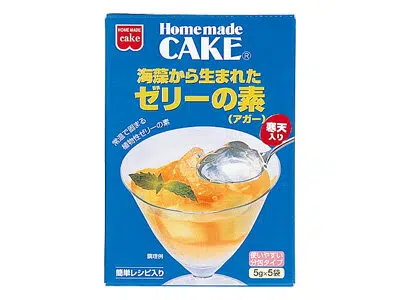 HOME MADE
cake
Homemade
CAKE®
海藻から生まれた
ゼリーの素
(アガー)
寒天
入り
常温で固まる
植物性ゼリーの素
調理例
使いやすい
分包タイプ
5g×5袋
簡単レシピ入り